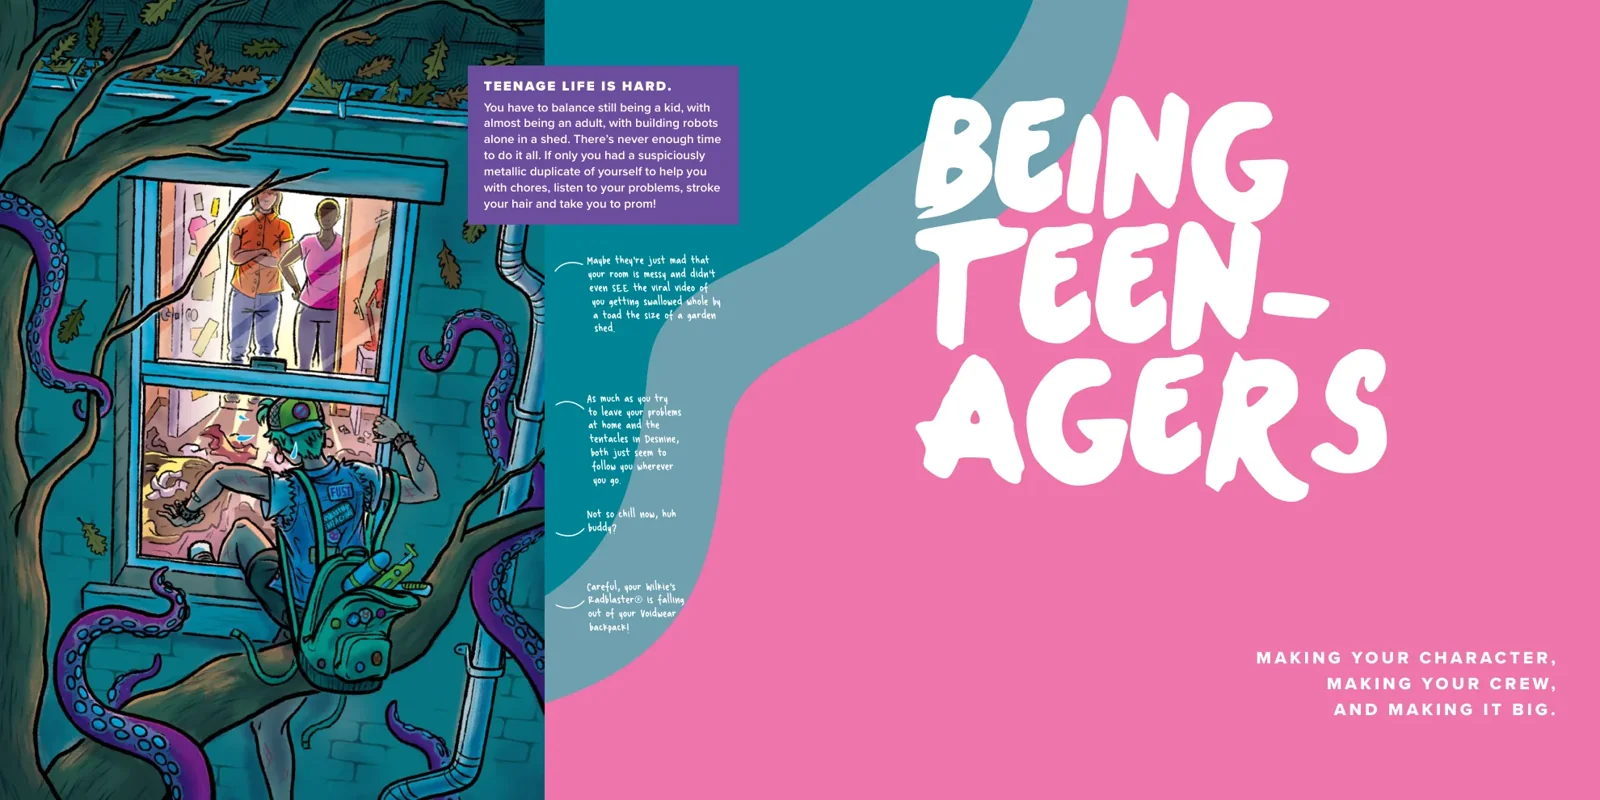 TEENAGE LIFE IS HARD.
You have to balance still being a kid, with
almost being an adult, with building robots
alone in a shed. There's never enough time
to do it all. If only you had a suspiciously
metallic duplicate of yourself to help you
with chores, listen to your problems, stroke
your hair and take you to prom!
Maybe they're just mad that
your room is messy and didn't
even SEE the viral video of
you getting swallowed whole by
a toad the size of a garden
shed.
As much as you try
to leave your problems
at home and the
tentacles in Desnine,
both just seem to
follow you wherever
you go.
Not so chill now, huh
buddy?
Careful, your Wilkie's
Radblaster® is falling
out of your Voidwear
backpack!
FUST
BEING
TEEN-
AGERS
MAKING YOUR CHARACTER,
MAKING YOUR CREW,
AND MAKING IT BIG.